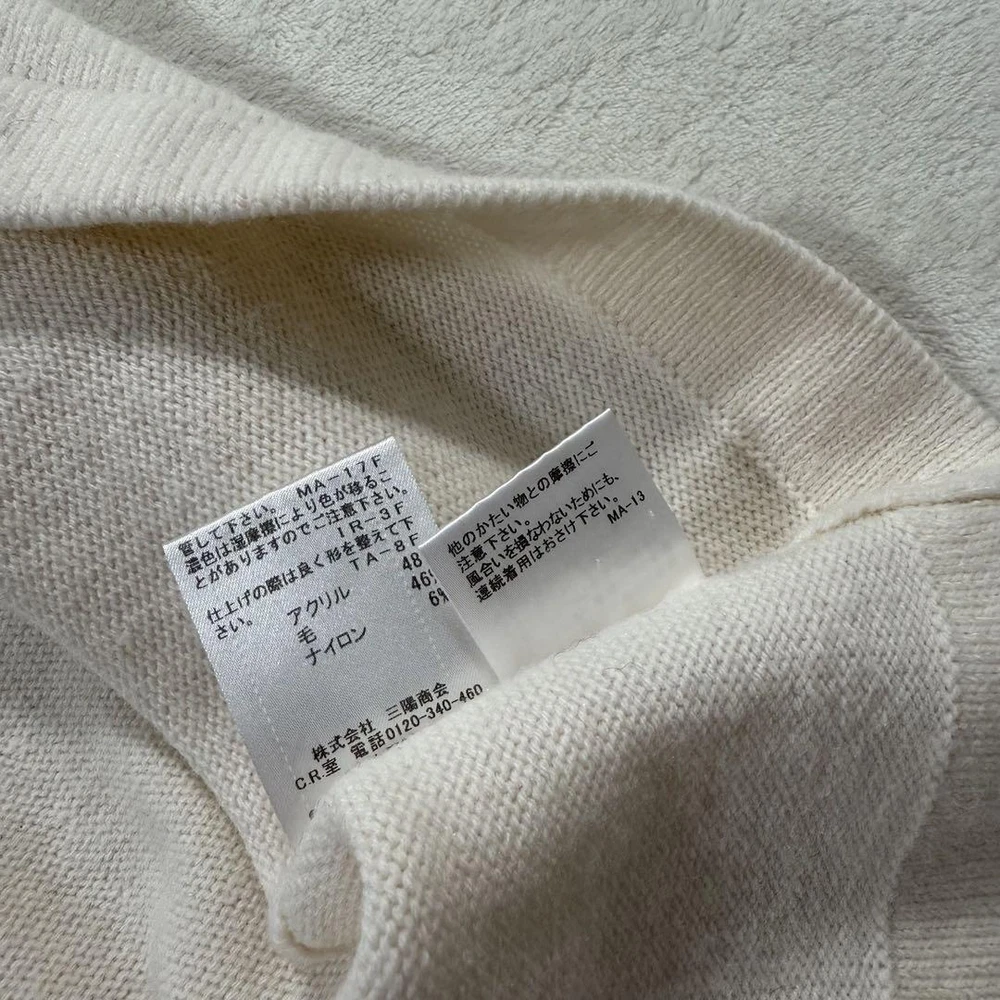 して下さい。 MA-17F
濃色は湿摩擦により色が移るこ
とがありますのでご注意下さい。
IR-3F
仕上げの際は良く形を整えて下
さい。 TA-8F
アクリル 48
毛 46%
ナイロン 6%
株式会社 三陽商会
C.R.室 電話0120-340-460
他のかたい物との摩擦にご
注意下さい。
風合いを損なわないためにも、
連続着用はおさけ下さい。
MA-13